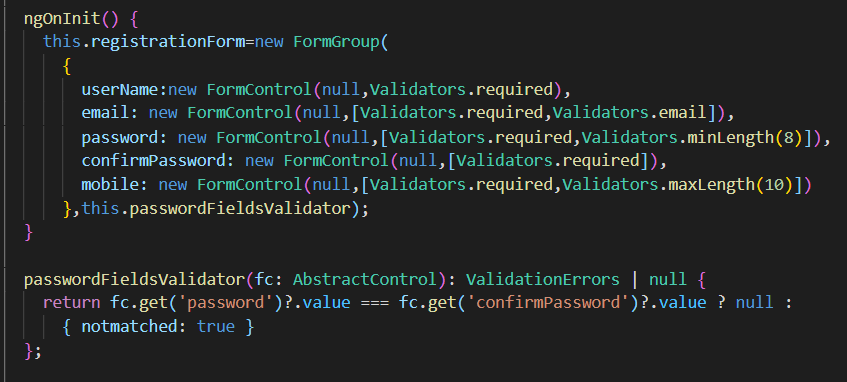 ngOnInit() {
this.registrationForm=new FormGroup(
{
userName:new FormControl(null,Validators.required),
email: new FormControl(null,[Validators.required,Validators.email]),
password: new FormControl(null,[Validators.required,Validators.minLength(8)]),
confirmPassword: new FormControl(null,[Validators.required]),
mobile: new FormControl(null,[Validators.required,Validators.maxLength(10)])
},this.passwordFieldsValidator);
}
passwordFieldsValidator(fc: AbstractControl): ValidationErrors | null {
return fc.get('password')?.value === fc.get('confirmPassword')?.value ? null :
{ notmatched: true }
};